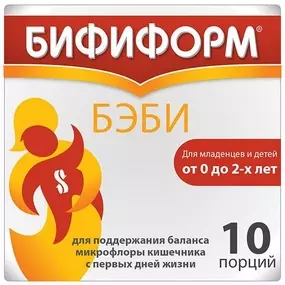 БИФИФОРМ®
БЭБИ
Для младенцев и детей
от 0 до 2-х лет
для поддержания баланса
микрофлоры кишечника
с первых дней жизни
10
порций